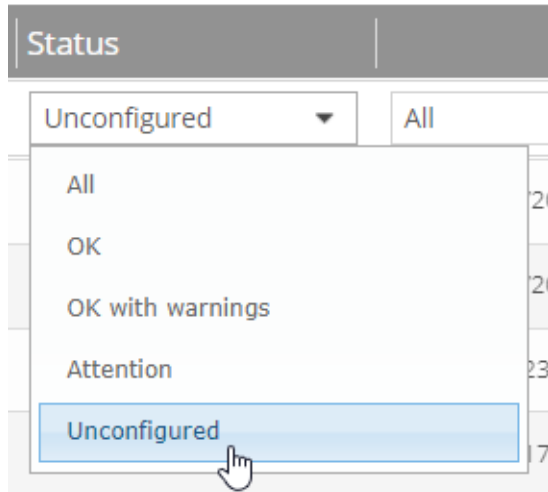 Status
Unconfigured
All
All
OK
OK with warnings
Attention
Unconfigured